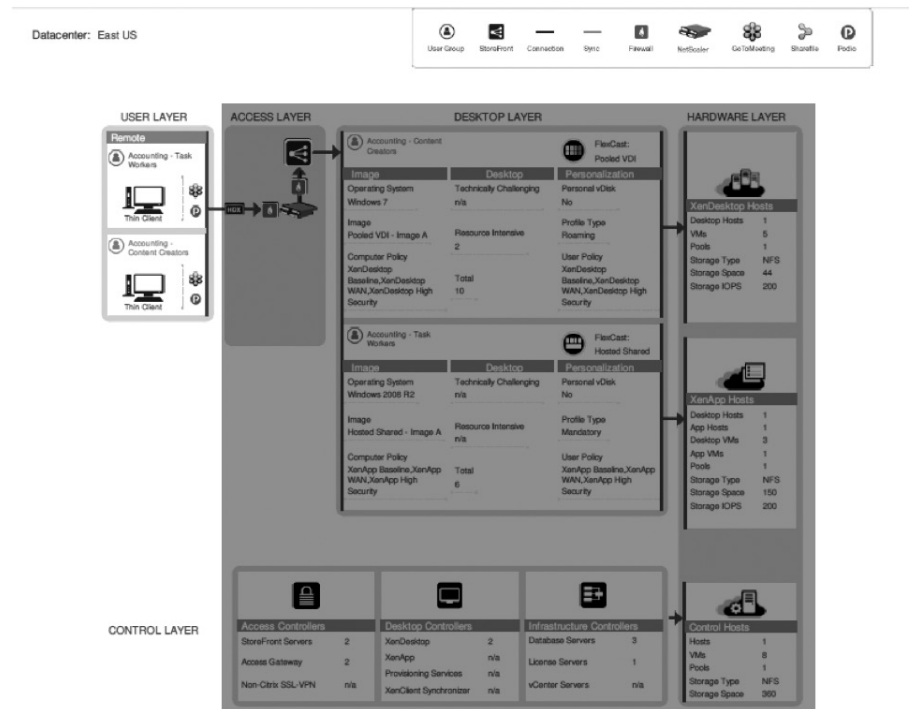 Datacenter: East US
User Group
StoreFront
Connection
Sync
Firewall
NetScaler
GoToMeeting
Sharefile
Podio
USER LAYER
ACCESS LAYER
DESKTOP LAYER
HARDWARE LAYER
Remote
Accounting - Task
Workers
Thin Client
Accounting -
Content Creators
Thin Client
Accounting - Content
Creators
FlexCast:
Pooled VDI
Image
Desktop
Personalization
Operating System
Windows 7
Technically Challenging
n/a
Personal vDisk
No
Image
Pooled VDI - Image A
Resource Intensive
2
Profile Type
Roaming
Computer Policy
XenDesktop
Baseline,XenDesktop
WAN,XenDesktop High
Security
Total
10
User Policy
XenDesktop
Baseline,XenDesktop
WAN,XenDesktop High
Security
Accounting - Task
Workers
FlexCast:
Hosted Shared
Image
Desktop
Personalization
Operating System
Windows 2008 R2
Technically Challenging
n/a
Personal vDisk
No
Image
Hosted Shared - Image A
Resource Intensive
n/a
Profile Type
Mandatory
Computer Policy
XenApp Baseline,XenApp
WAN,XenApp High
Security
Total
6
User Policy
XenApp Baseline,XenApp
WAN,XenApp High
Security
XenDesktop Hosts
Desktop Hosts 1
VMs 5
Pools 1
Storage Type NFS
Storage Space 44
Storage IOPS 200
XenApp Hosts
Desktop Hosts 1
App Hosts 1
Desktop VMs 3
App VMs 1
Pools 1
Storage Type NFS
Storage Space 150
Storage IOPS 200
CONTROL LAYER
Access Controllers
StoreFront Servers 2
Access Gateway 2
Non-Citrix SSL-VPN n/a
Desktop Controllers
XenDesktop 2
XenApp n/a
Provisioning Services n/a
XenClient Synchronizer n/a
Infrastructure Controllers
Database Servers 3
License Servers 1
vCenter Servers n/a
Control Hosts
Hosts 1
VMs 8
Pools 1
Storage Type NFS
Storage Space 360